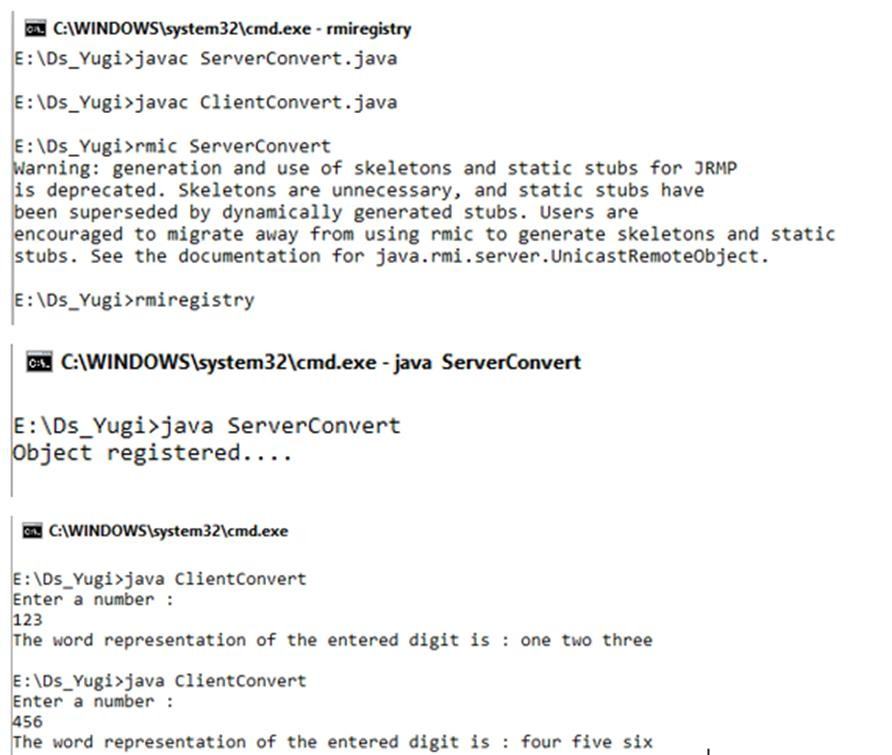 C:\WINDOWS\system32\cmd.exe - rmiregistry
E:\Ds_Yugi>javac ServerConvert.java
E:\Ds_Yugi>javac ClientConvert.java
E:\Ds_Yugi>rmic ServerConvert
Warning: generation and use of skeletons and static stubs for JRMP
is deprecated. Skeletons are unnecessary, and static stubs have
been superseded by dynamically generated stubs. Users are
encouraged to migrate away from using rmic to generate skeletons and static
stubs. See the documentation for java.rmi.server.UnicastRemoteObject.
E:\Ds_Yugi>rmiregistry
C:\WINDOWS\system32\cmd.exe - java ServerConvert
E:\Ds_Yugi>java ServerConvert
Object registered....
C:\WINDOWS\system32\cmd.exe
E:\Ds_Yugi>java ClientConvert
Enter a number :
123
The word representation of the entered digit is : one two three
E:\Ds_Yugi>java ClientConvert
Enter a number :
456
The word representation of the entered digit is : four five six